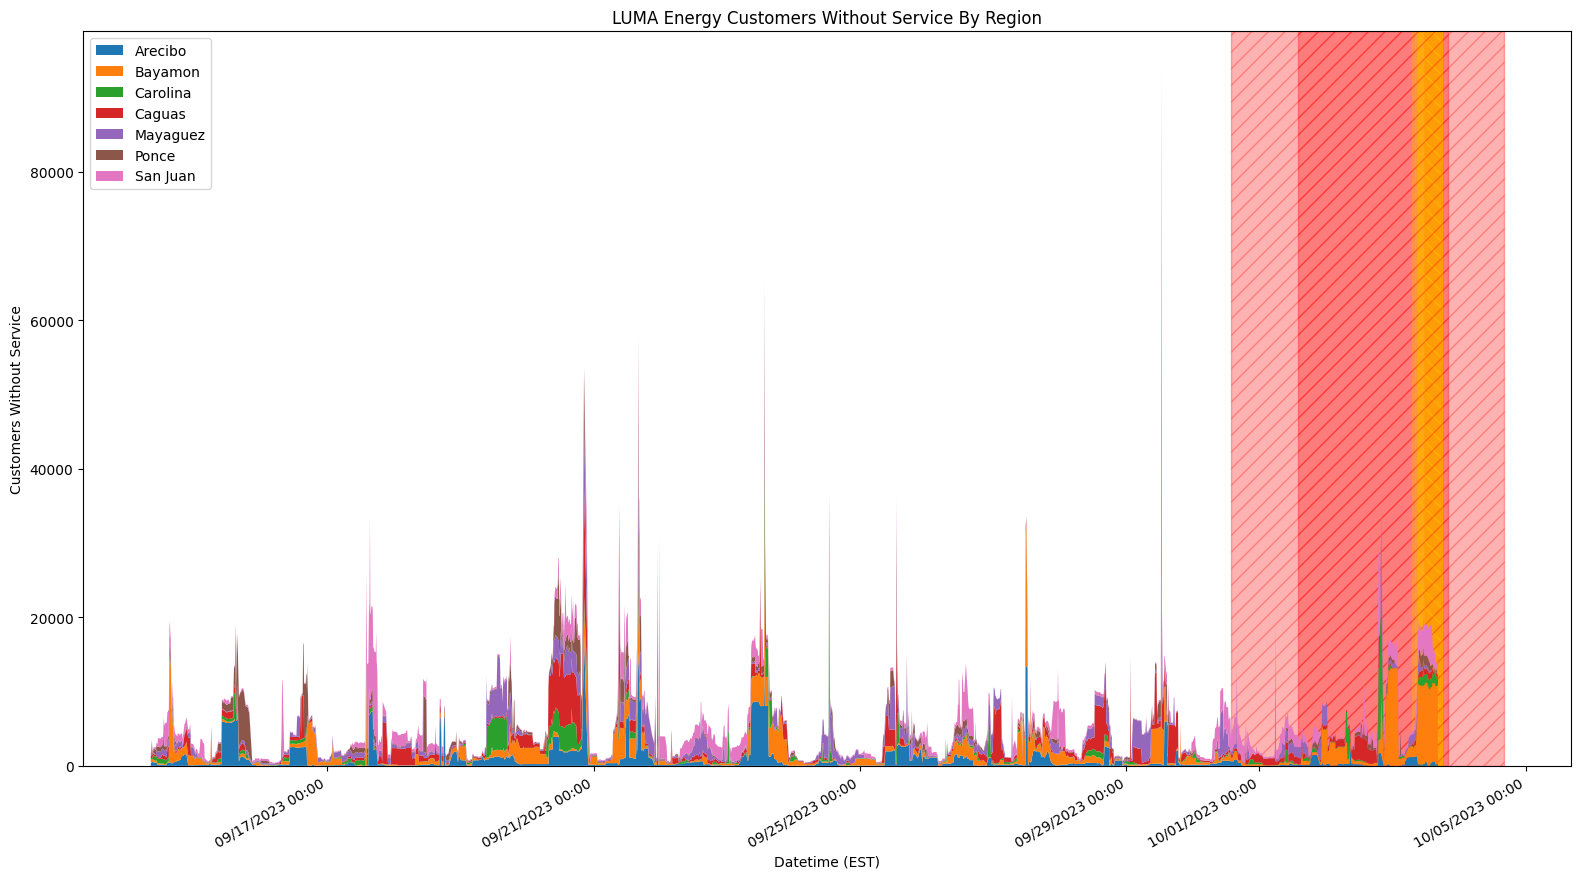 LUMA Energy Customers Without Service By Region
Arecibo
Bayamon
Carolina
Caguas
Mayaguez
Ponce
San Juan
80000
60000
40000
20000
0
Customers Without Service
09/17/2023 00:00
09/21/2023 00:00
09/25/2023 00:00
09/29/2023 00:00
10/01/2023 00:00
10/05/2023 00:00
Datetime (EST)